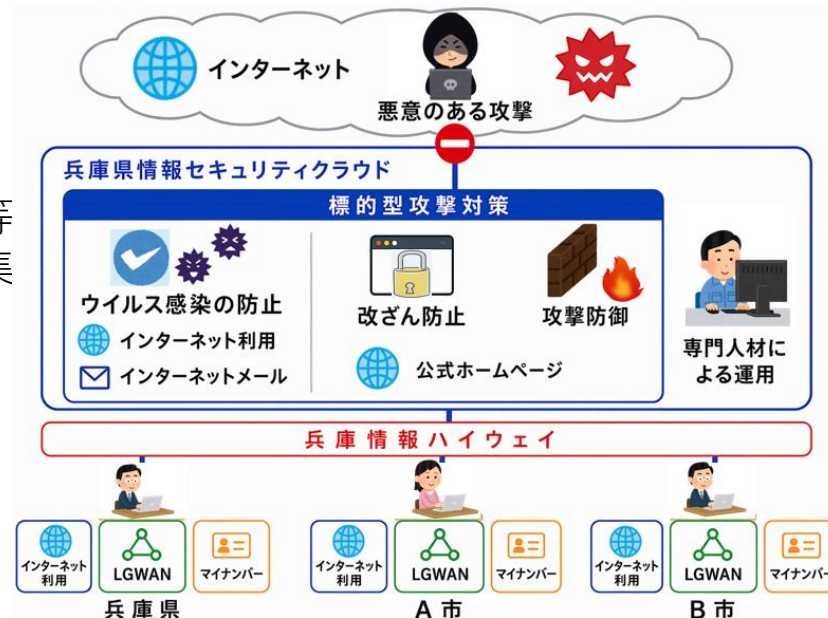 インターネット
悪意のある攻撃
兵庫県情報セキュリティクラウド
標的型攻撃対策
等
集
ウイルス感染の防止
インターネット利用
インターネットメール
改ざん防止
攻撃防御
公式ホームページ
専門人材に
よる運用
兵庫情報ハイウェイ
インターネット
利用
LGWAN
マイナンバー
兵庫県
インターネット
利用
LGWAN
マイナンバー
A市
インターネット
利用
LGWAN
マイナンバー
B市